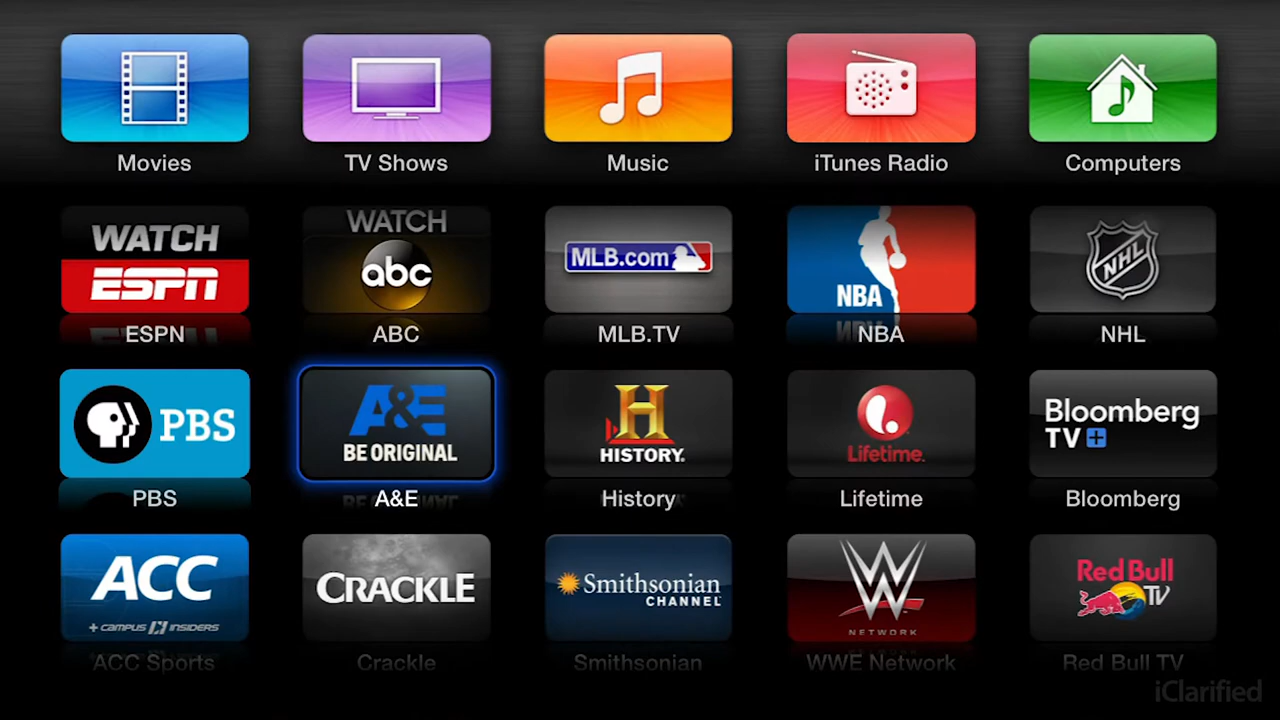 Movies
TV Shows
Music
iTunes Radio
Computers
WATCH
ESPN
ESPN
WATCH
abc
ABC
MLB.com
MLB.TV
NBA
NBA
NHL
NHL
PBS
PBS
A&E
BE ORIGINAL
A&E
H
HISTORY.
History
Lifetime.
Lifetime
Bloomberg
TV+
Bloomberg
ACC
+ CAMPUS INSIDERS
ACC Sports
CRACKLE
Crackle
Smithsonian
CHANNEL
Smithsonian
W
NETWORK
WWE Network
Red Bull
TV
Red Bull TV
iClarified